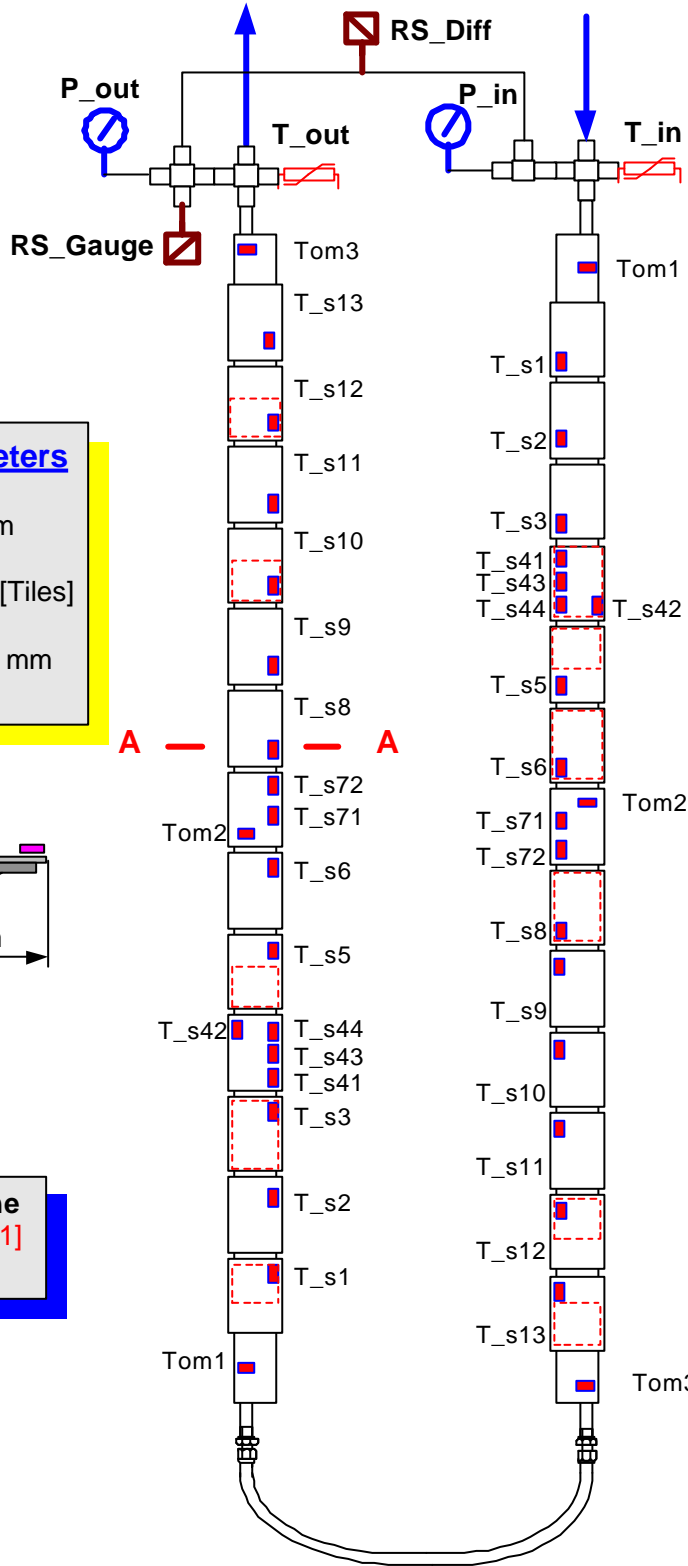 RS_Diff
P_out
P_in
T_out
T_in
RS_Gauge
Tom3
T_s13
T_s12
T_s11
T_s10
T_s9
T_s8
A
A
T_s72
T_s71
Tom2
T_s6
T_s5
T_s42
T_s44
T_s43
T_s41
T_s3
T_s2
T_s1
Tom1
Tom1
T_s1
T_s2
T_s3
T_s41
T_s43
T_s44
T_s42
T_s5
T_s6
Tom2
T_s71
T_s72
T_s8
T_s9
T_s10
T_s11
T_s12
T_s13
Tom3
[Tiles]
mm
1]